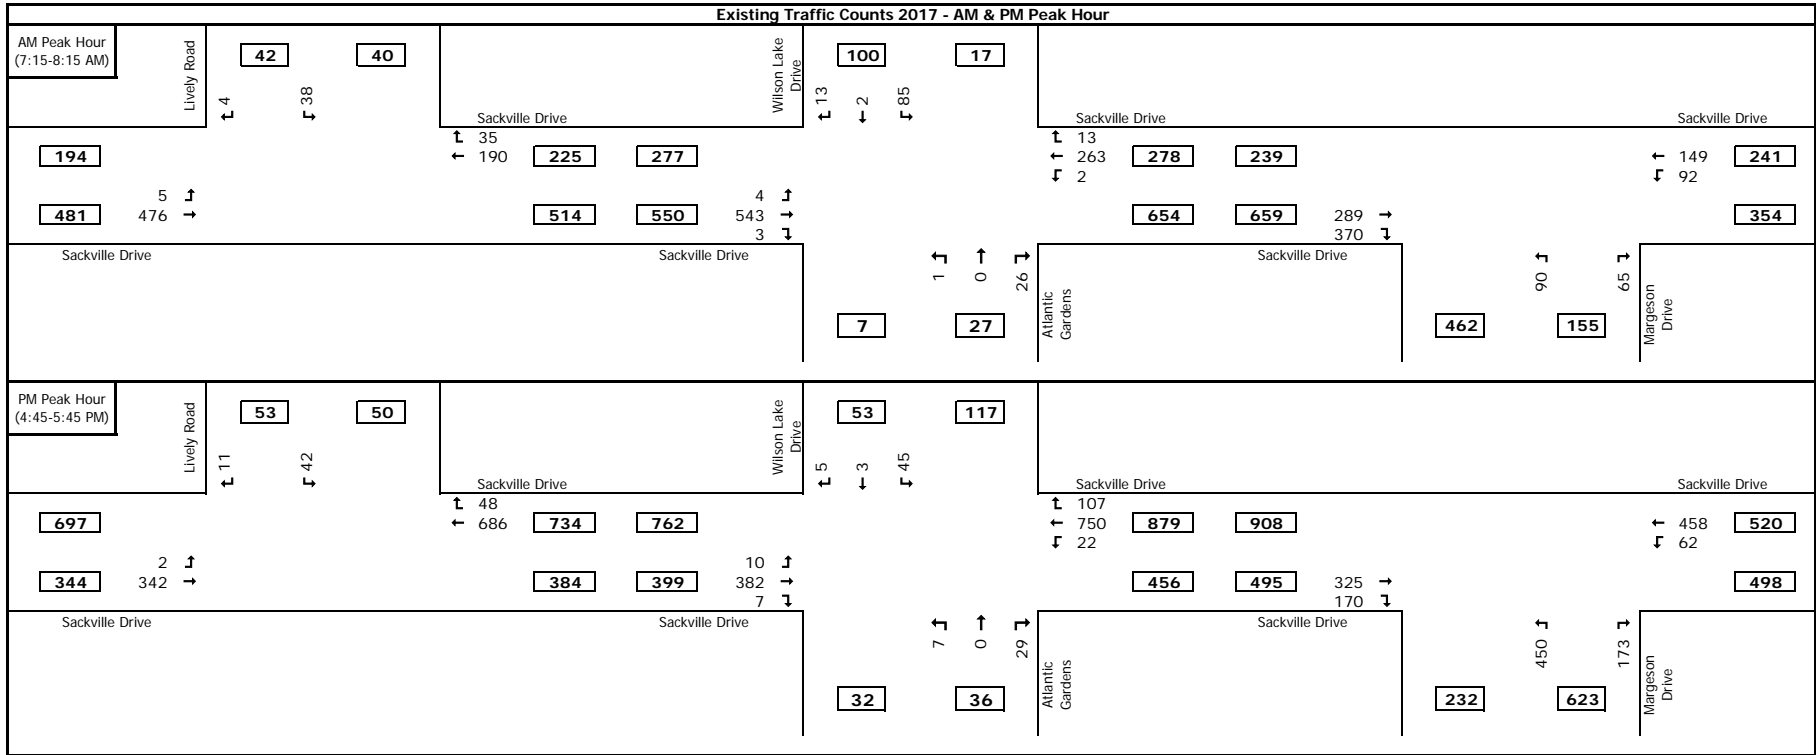 Existing Traffic Counts 2017 - AM & PM Peak Hour
AM Peak Hour
(7:15-8:15 AM)
Lively Road
42
40
4
38
Wilson Lake
Drive
100
17
13
2
85
Sackville Drive
Sackville Drive
Sackville Drive
194
35
190
225
277
13
263
2
278
239
149
92
241
5
476
481
514
550
4
543
3
654
659
289
370
354
Sackville Drive
Sackville Drive
Sackville Drive
1
0
26
Atlantic
Gardens
7
27
90
65
Margeson
Drive
462
155
PM Peak Hour
(4:45-5:45 PM)
Lively Road
53
50
11
42
Wilson Lake
Drive
53
117
5
3
45
Sackville Drive
Sackville Drive
Sackville Drive
697
48
686
734
762
107
750
22
879
908
458
62
520
2
342
344
384
399
10
382
7
456
495
325
170
498
Sackville Drive
Sackville Drive
Sackville Drive
7
0
29
Atlantic
Gardens
32
36
450
173
Margeson
Drive
232
623